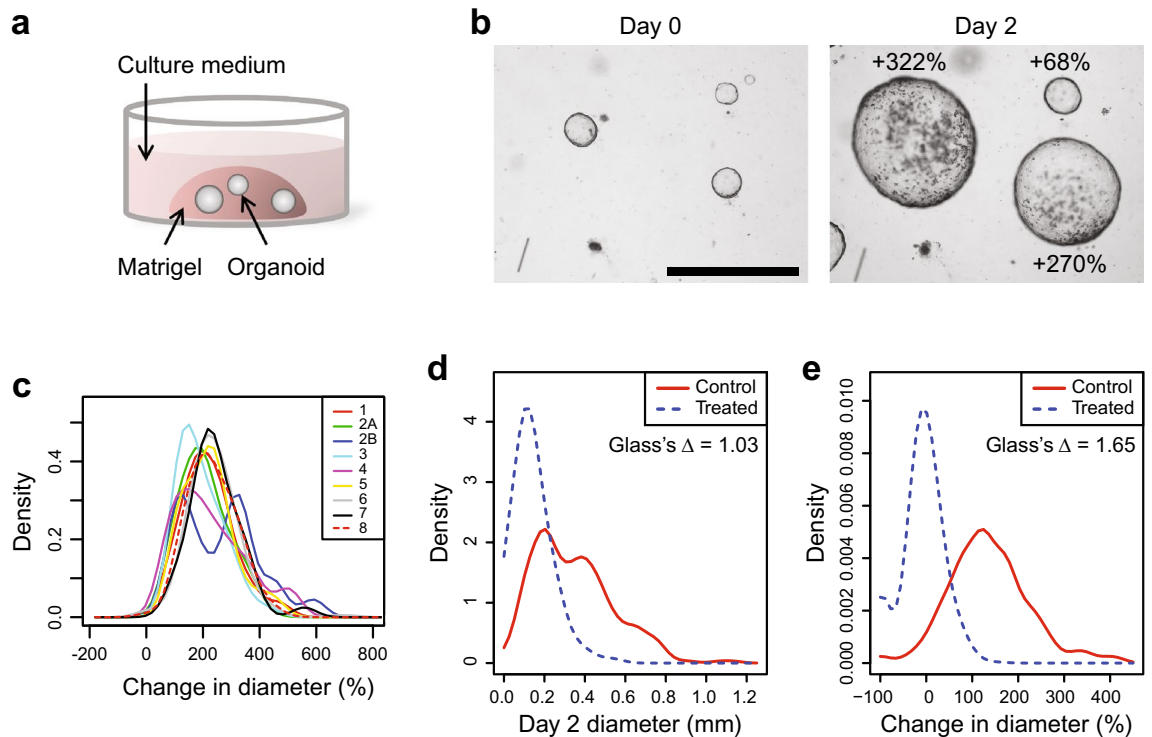 a
Culture medium
Matrigel
Organoid
b
Day 0
Day 2
+322%
+68%
+270%
c
Density
0.0
0.2
0.4
-200
0
200
400
600
800
Change in diameter (%)
1
2A
2B
3
4
5
6
7
8
d
Density
0
1
2
3
4
0.0
0.2
0.4
0.6
0.8
1.0
1.2
Day 2 diameter (mm)
Control
Treated
Glass's Δ = 1.03
e
Density
0.000
0.002
0.004
0.006
0.008
0.010
−100
0
100
200
300
400
Change in diameter (%)
Control
Treated
Glass's Δ = 1.65